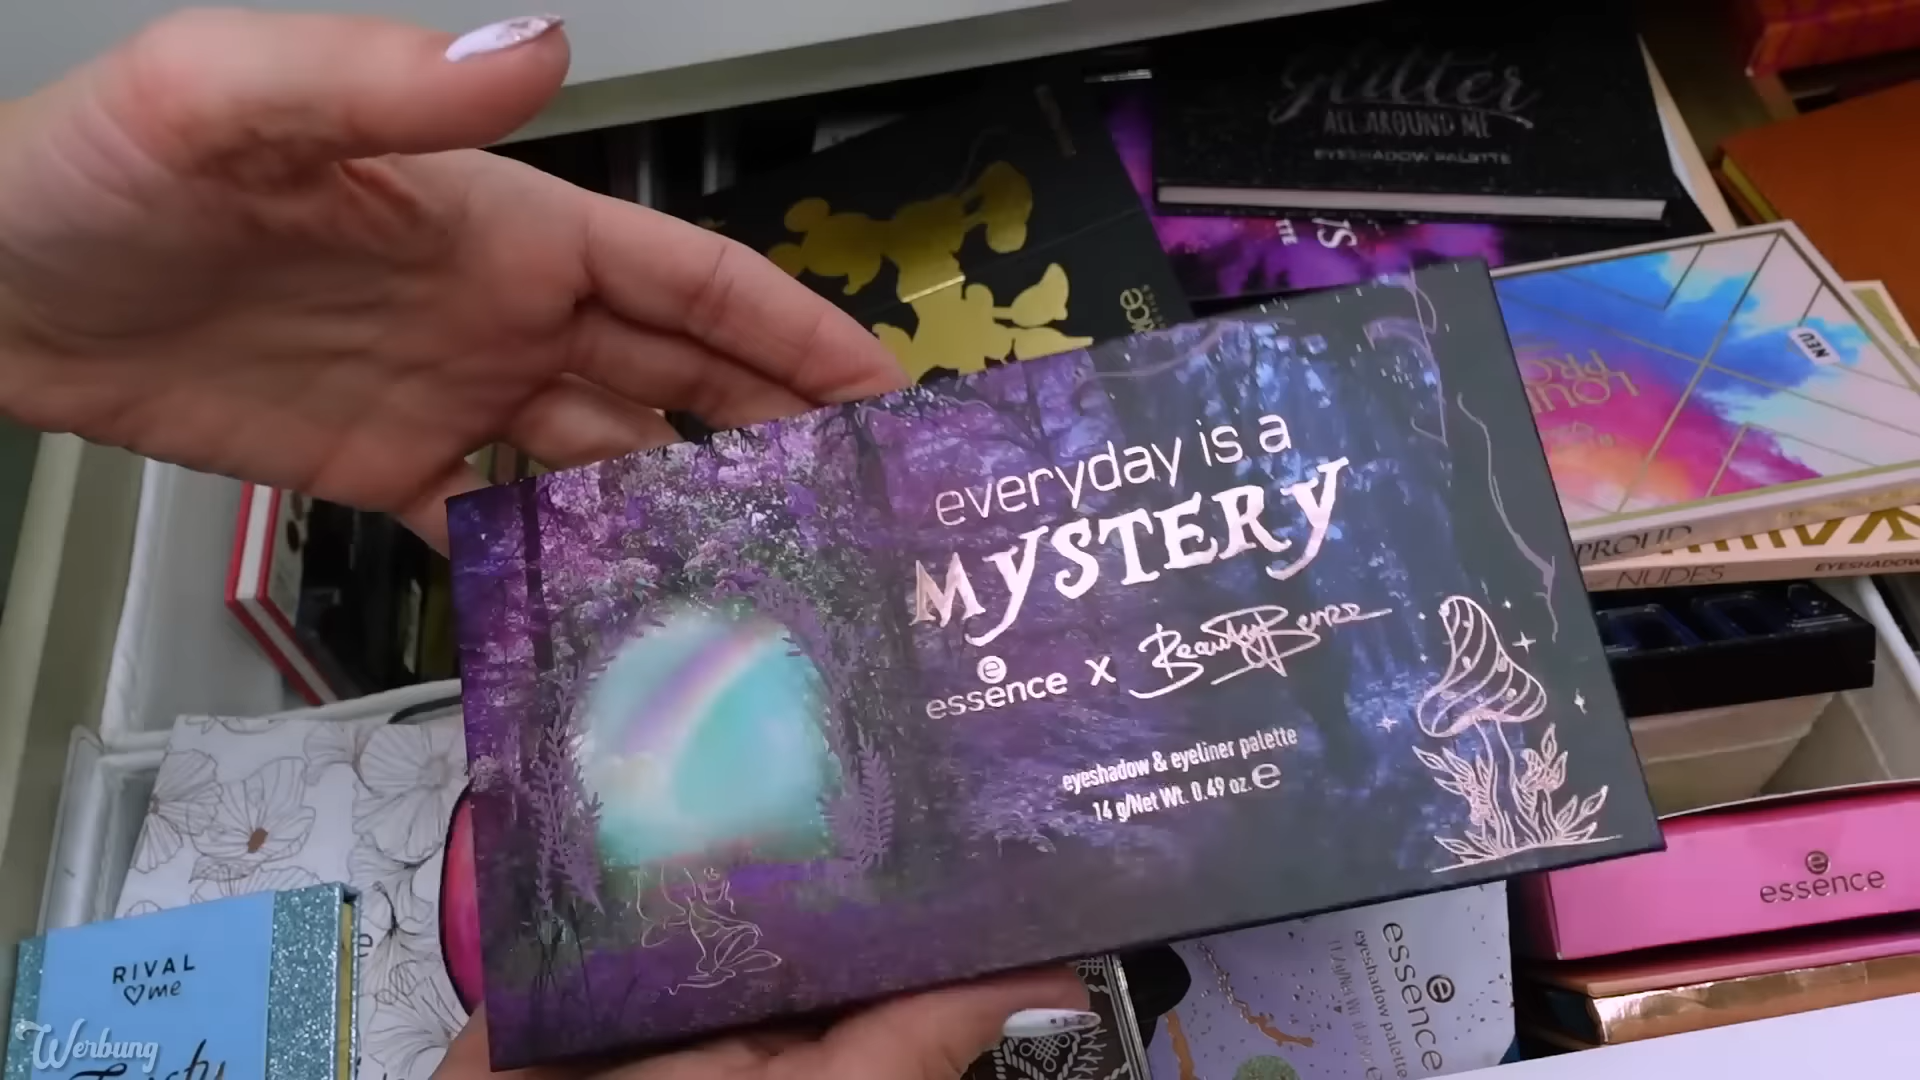 Glitter
ALL AROUND ME
EYESHADOW PALETTE
everyday is a
MYSTERY
essence x BeautyBenzz
eyeshadow & eyeliner palette
14 g/Net Wt. 0.49 oz. e
NEU
PROUD
NUDES
EYESHADOW
essence
essence
eyeshadow palette
RIVAL
me
Werbung